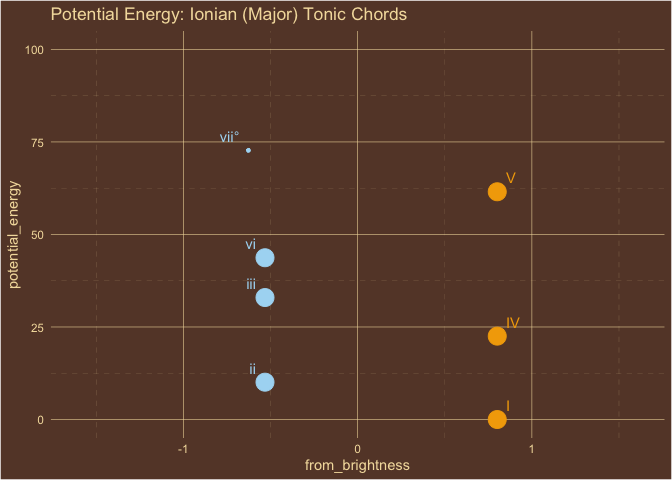 Potential Energy: Ionian (Major) Tonic Chords
100
75
50
25
0
potential_energy
vii°
V
vi
iii
IV
ii
I
-1
0
1
from_brightness